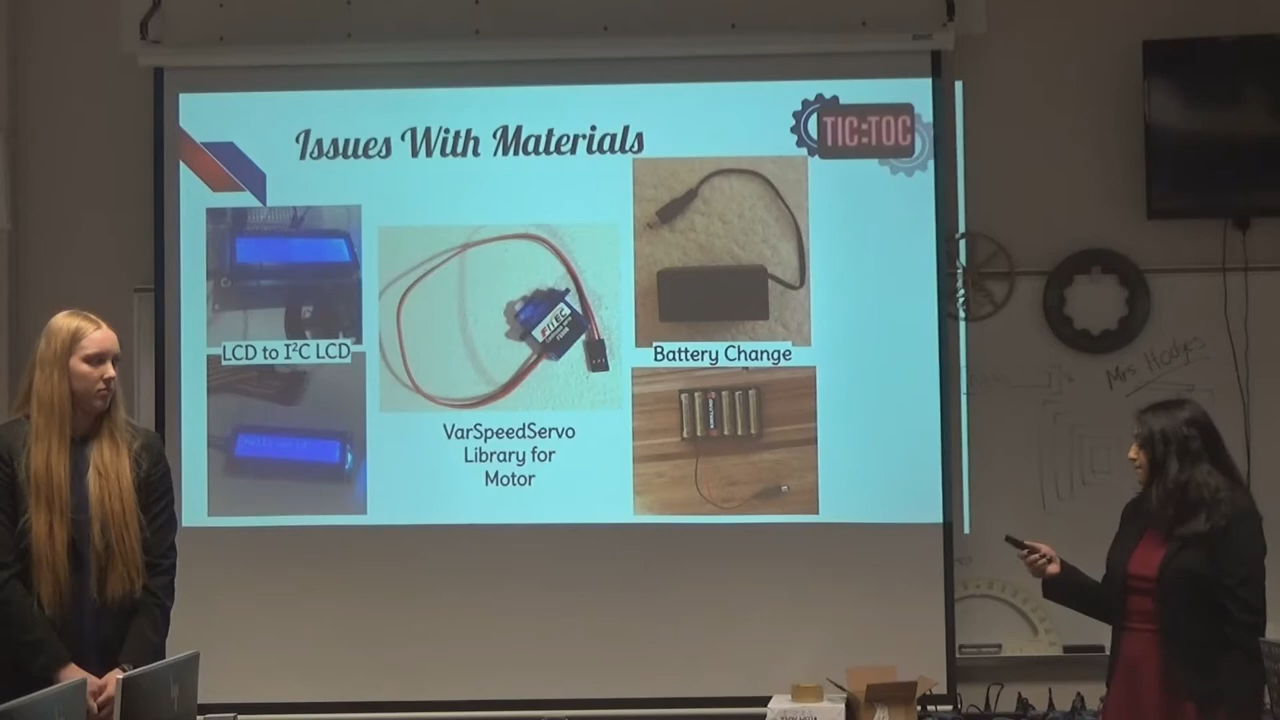 Issues With Materials
TIC:TOC
LCD to I²C LCD
FITEC
VarSpeedServo
Library for
Motor
Battery Change
Mrs Hodges